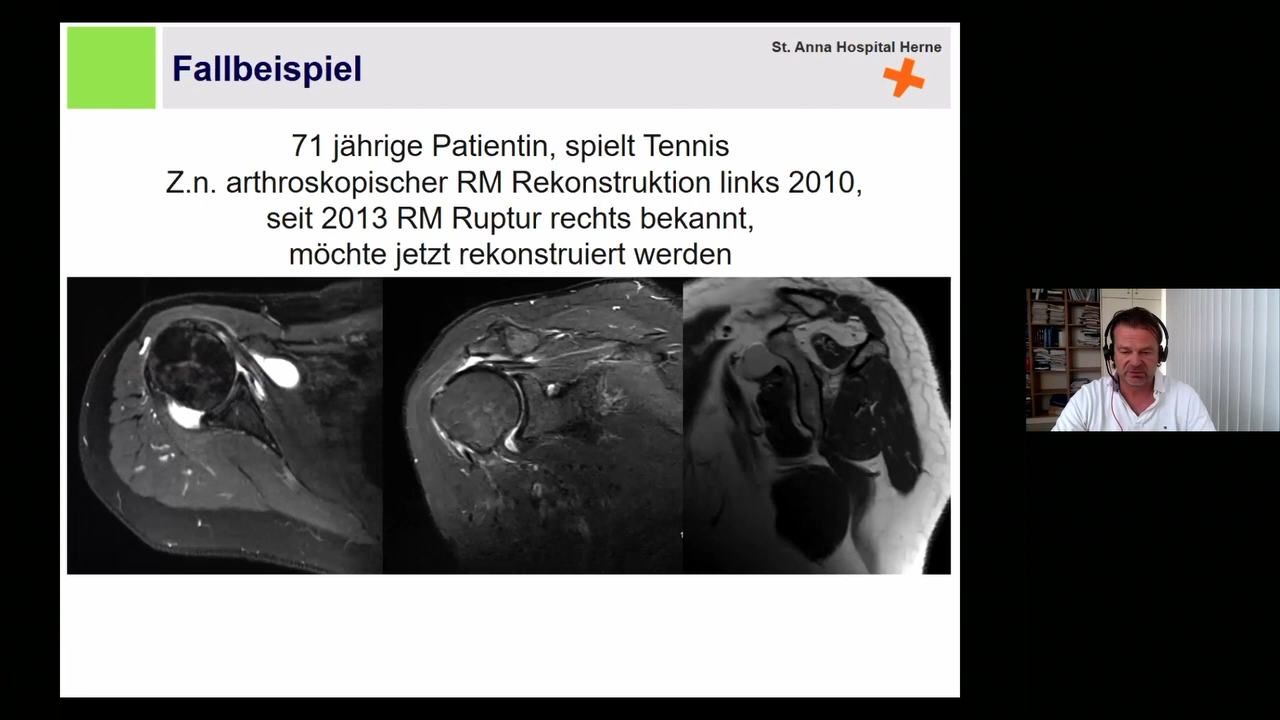 St. Anna Hospital Herne
Fallbeispiel
71 jährige Patientin, spielt Tennis
Z.n. arthroskopischer RM Rekonstruktion links 2010,
seit 2013 RM Ruptur rechts bekannt,
möchte jetzt rekonstruiert werden